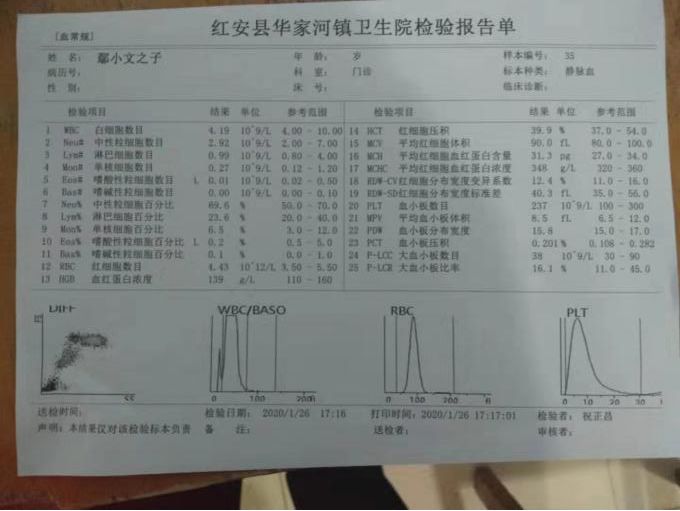 红安县华家河镇卫生院检验报告单
[血常规]
姓 名: 鄢小文之子 年 龄: 岁 样本编号: 35
病历号: 科 室: 门诊 标本种类: 静脉血
性 别: 床 号: 临床诊断:
检验项目 结果 单位 参考范围 检验项目 结果 单位 参考范围
1 WBC 白细胞数目 4.19 10^9/L 4.00 - 10.00 14 HCT 红细胞压积 39.9 % 37.0 - 54.0
2 Neu# 中性粒细胞数目 2.92 10^9/L 2.00 - 7.00 15 MCV 平均红细胞体积 90.0 fL 80.0 - 100.0
3 Lym# 淋巴细胞数目 0.99 10^9/L 0.80 - 4.00 16 MCH 平均红细胞血红蛋白含量 31.3 pg 27.0 - 34.0
4 Mon# 单核细胞数目 0.27 10^9/L 0.12 - 1.20 17 MCHC 平均红细胞血红蛋白浓度 348 g/L 320 - 360
5 Eos# 嗜酸性粒细胞数目 L 0.01 10^9/L 0.02 - 0.50 18 RDW-CV红细胞分布宽度变异系数 12.4 % 11.0 - 16.0
6 Bas# 嗜碱性粒细胞数目 0.00 10^9/L 0.00 - 0.10 19 RDW-SD红细胞分布宽度标准差 40.3 fL 35.0 - 56.0
7 Neu% 中性粒细胞百分比 69.6 % 50.0 - 70.0 20 PLT 血小板数目 237 10^9/L 100 - 300
8 Lym% 淋巴细胞百分比 23.6 % 20.0 - 40.0 21 MPV 平均血小板体积 8.5 fL 6.5 - 12.0
9 Mon% 单核细胞百分比 6.5 % 3.0 - 12.0 22 PDW 血小板分布宽度 15.8 15.0 - 17.0
10 Eos% 嗜酸性粒细胞百分比 L 0.2 % 0.5 - 5.0 23 PCT 血小板压积 0.201 % 0.108 - 0.282
11 Bas% 嗜碱性粒细胞百分比 0.1 % 0.0 - 1.0 24 P-LCC 大血小板数目 38 10^9/L 30 - 90
12 RBC 红细胞数目 4.43 10^12/L 3.50 - 5.50 25 P-LCR 大血小板比率 16.1 % 11.0 - 45.0
13 HGB 血红蛋白浓度 139 g/L 110 - 160
DIFF WBC/BASO RBC PLT
0 100 200 0 100 200 0 10 20 30
送检时间: 检验日期: 2020/1/26 17:16 打印时间: 2020/1/26 17:17:01 检验者: 祝正昌
声明: 本结果仅对该检验标本负责 备 注: 送检者: 审核者: